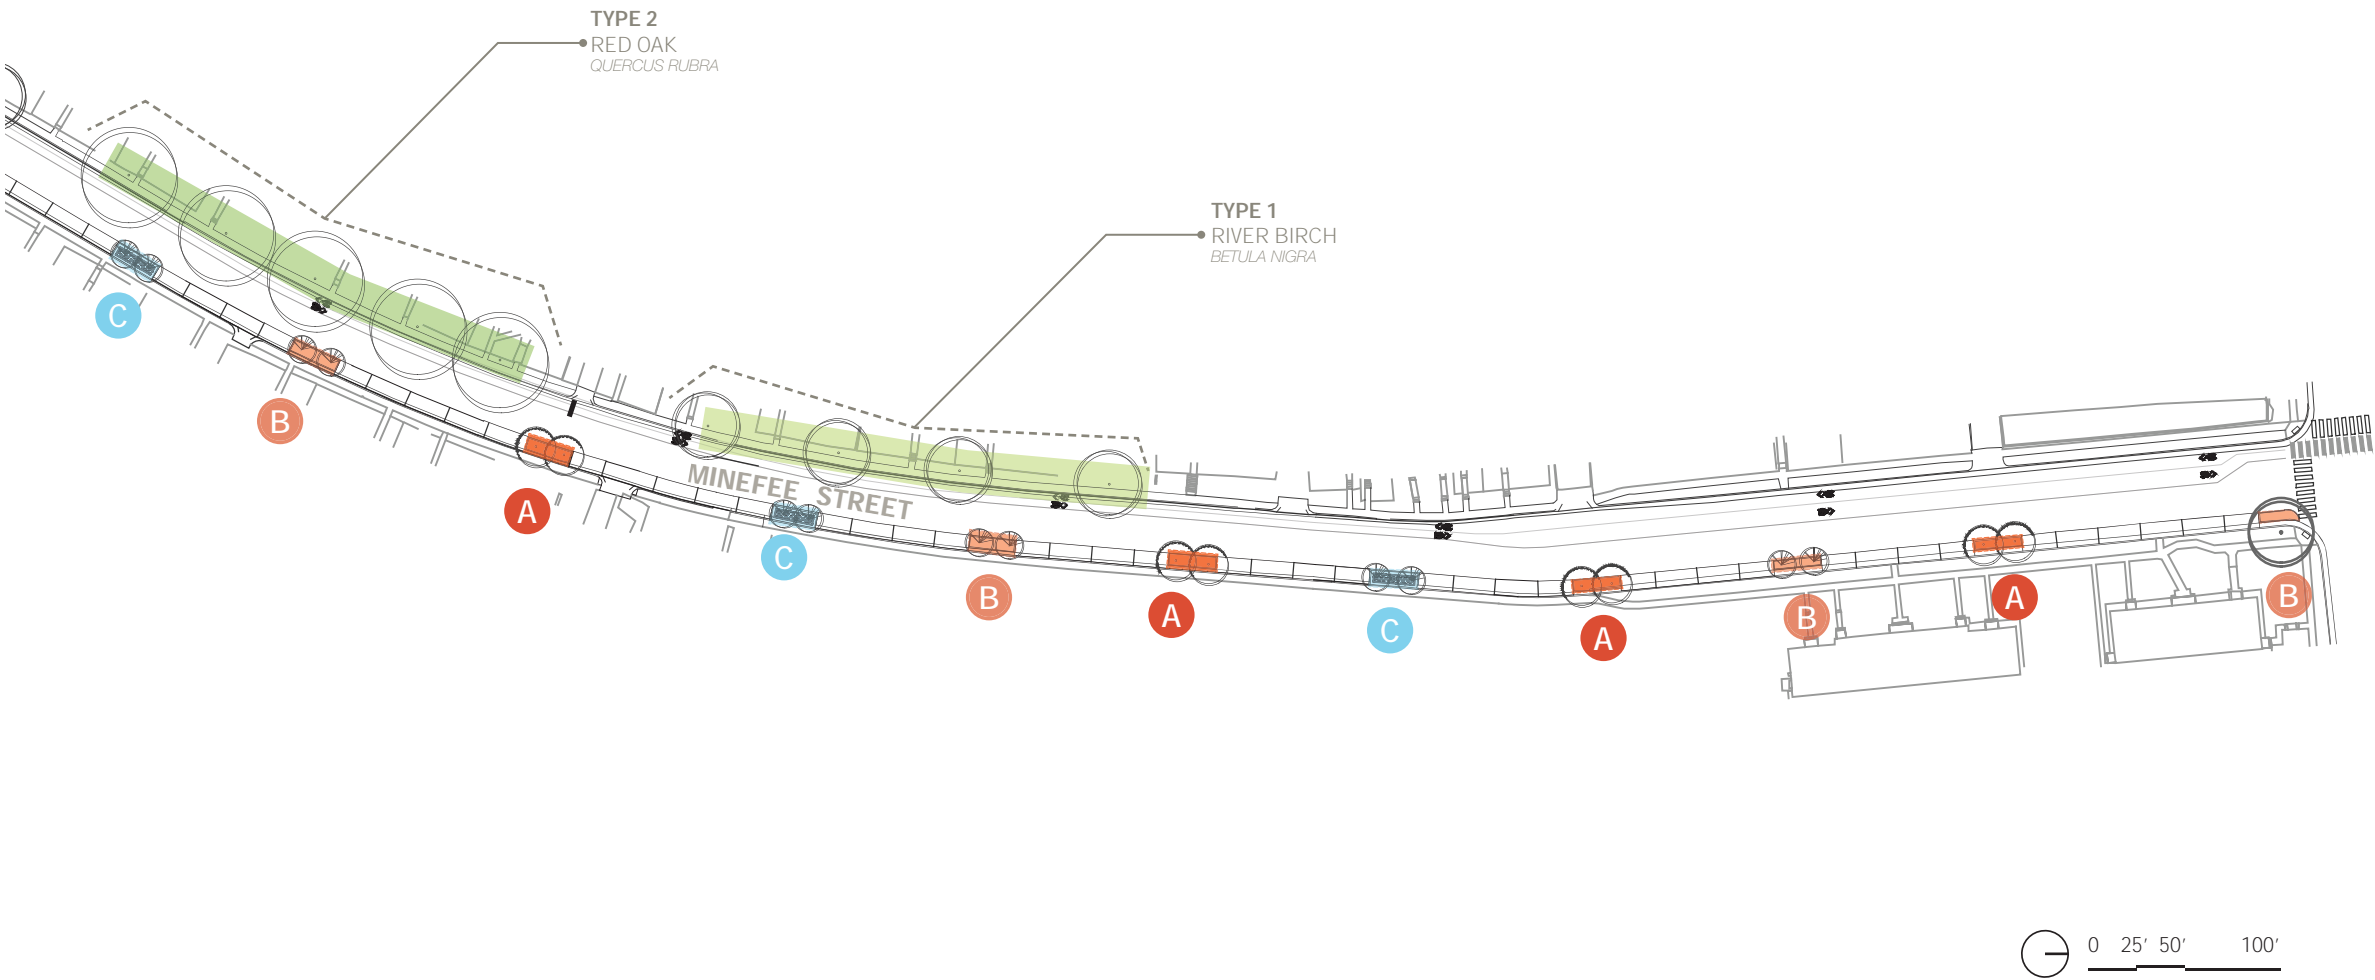 TYPE 2
RED OAK
QUERCUS RUBRA
TYPE 1
RIVER BIRCH
BETULA NIGRA
MINEFEE STREET
C
B
A
C
B
A
C
A
B
A
B
0 25' 50' 100'